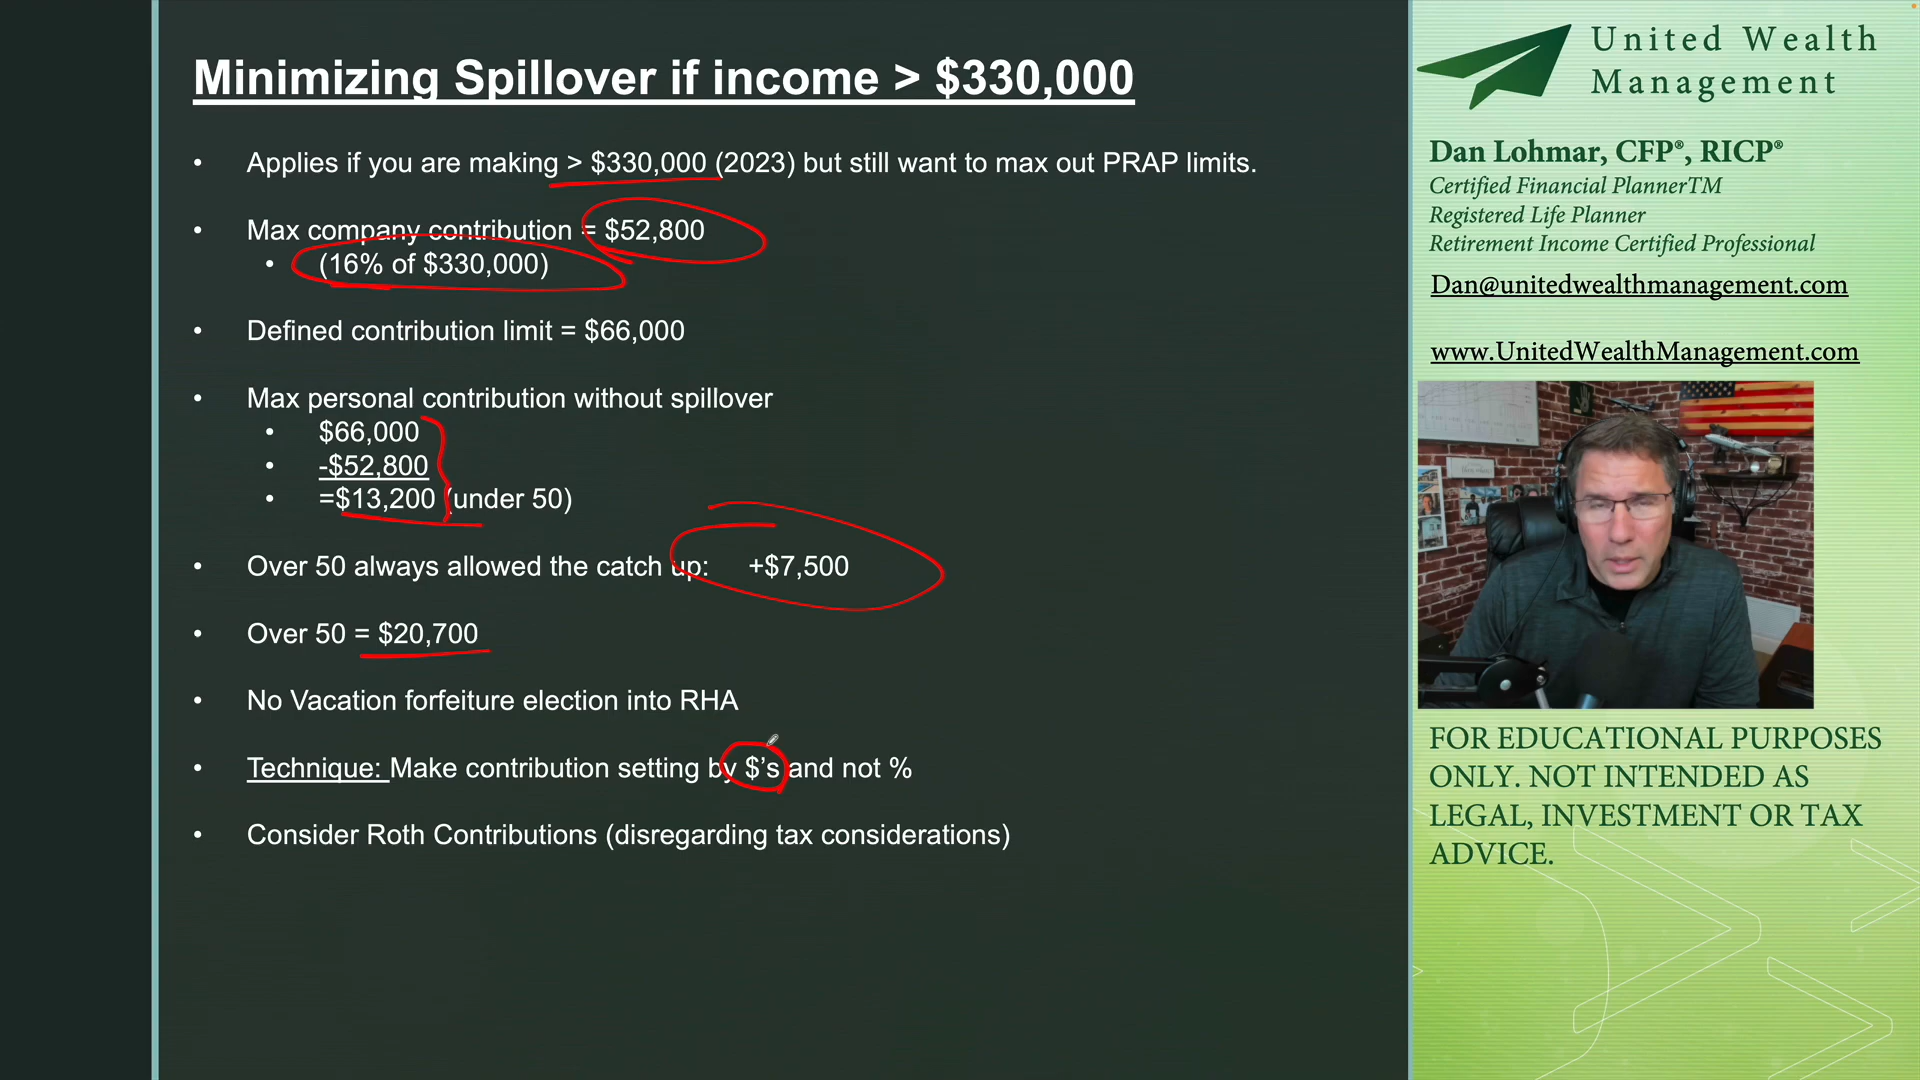 Minimizing Spillover if income > $330,000
• Applies if you are making > $330,000 (2023) but still want to max out PRAP limits.
• Max company contribution = $52,800
• (16% of $330,000)
• Defined contribution limit = $66,000
• Max personal contribution without spillover
• $66,000
• -$52,800
• =$13,200 (under 50)
• Over 50 always allowed the catch up: +$7,500
• Over 50 = $20,700
• No Vacation forfeiture election into RHA
• Technique: Make contribution setting by $’s and not %
• Consider Roth Contributions (disregarding tax considerations)
United Wealth
Management
Dan Lohmar, CFP®, RICP®
Certified Financial PlannerTM
Registered Life Planner
Retirement Income Certified Professional
Dan@unitedwealthmanagement.com
www.UnitedWealthManagement.com
FOR EDUCATIONAL PURPOSES
ONLY. NOT INTENDED AS
LEGAL, INVESTMENT OR TAX
ADVICE.